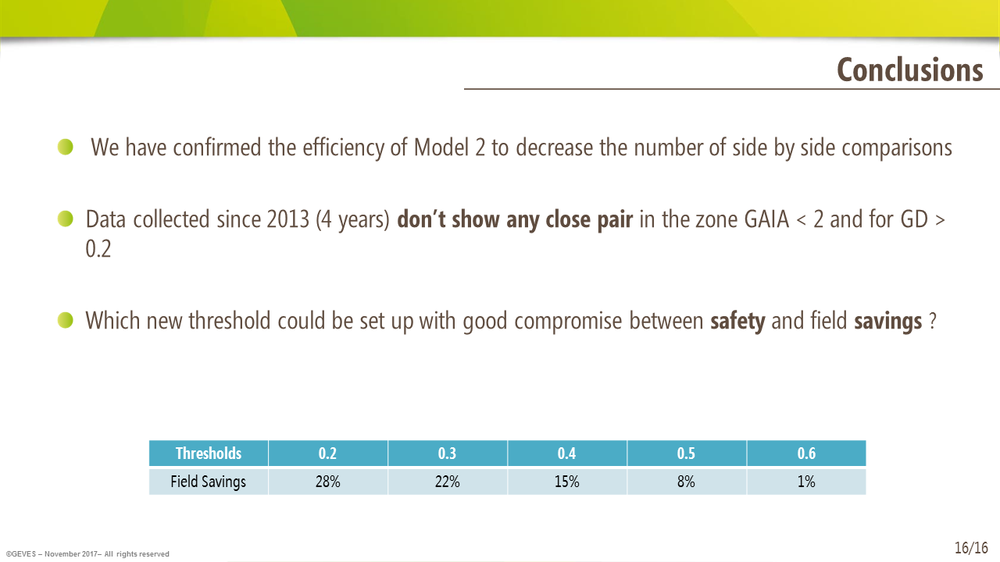 Conclusions
We have confirmed the efficiency of Model 2 to decrease the number of side by side comparisons
Data collected since 2013 (4 years) don’t show any close pair in the zone GAIA < 2 and for GD >
0.2
Which new threshold could be set up with good compromise between safety and field savings ?
Thresholds 0.2 0.3 0.4 0.5 0.6
Field Savings 28% 22% 15% 8% 1%
©GEVES – November 2017– All rights reserved
16/16